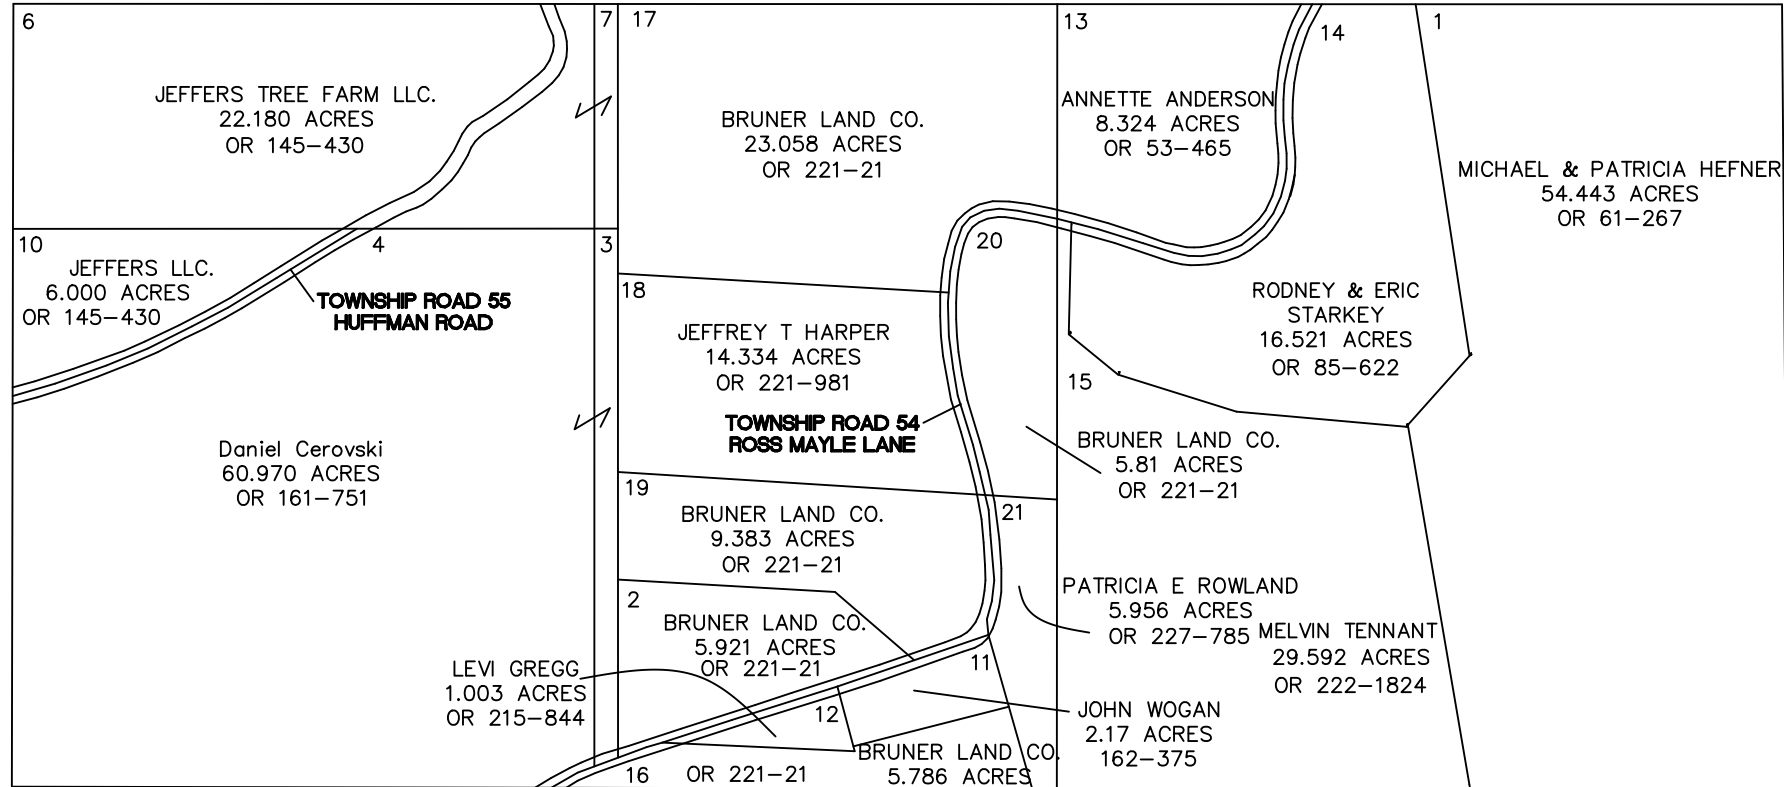 6
7
17
13
14
1
JEFFERS TREE FARM LLC.
22.180 ACRES
OR 145-430
BRUNER LAND CO.
23.058 ACRES
OR 221-21
ANNETTE ANDERSON
8.324 ACRES
OR 53-465
MICHAEL & PATRICIA HEFNER
54.443 ACRES
OR 61-267
10
4
3
20
JEFFERS LLC.
6.000 ACRES
OR 145-430
TOWNSHIP ROAD 55
HUFFMAN ROAD
18
JEFFREY T HARPER
14.334 ACRES
OR 221-981
RODNEY & ERIC
STARKEY
16.521 ACRES
OR 85-622
15
TOWNSHIP ROAD 54
ROSS MAYLE LANE
Daniel Cerovski
60.970 ACRES
OR 161-751
BRUNER LAND CO.
5.81 ACRES
OR 221-21
19
21
BRUNER LAND CO.
9.383 ACRES
OR 221-21
2
BRUNER LAND CO.
5.921 ACRES
OR 221-21
PATRICIA E ROWLAND
5.956 ACRES
OR 227-785
MELVIN TENNANT
29.592 ACRES
OR 222-1824
11
LEVI GREGG
1.003 ACRES
OR 215-844
12
JOHN WOGAN
2.17 ACRES
162-375
16
BRUNER LAND CO.
5.786 ACRES
OR 221-21